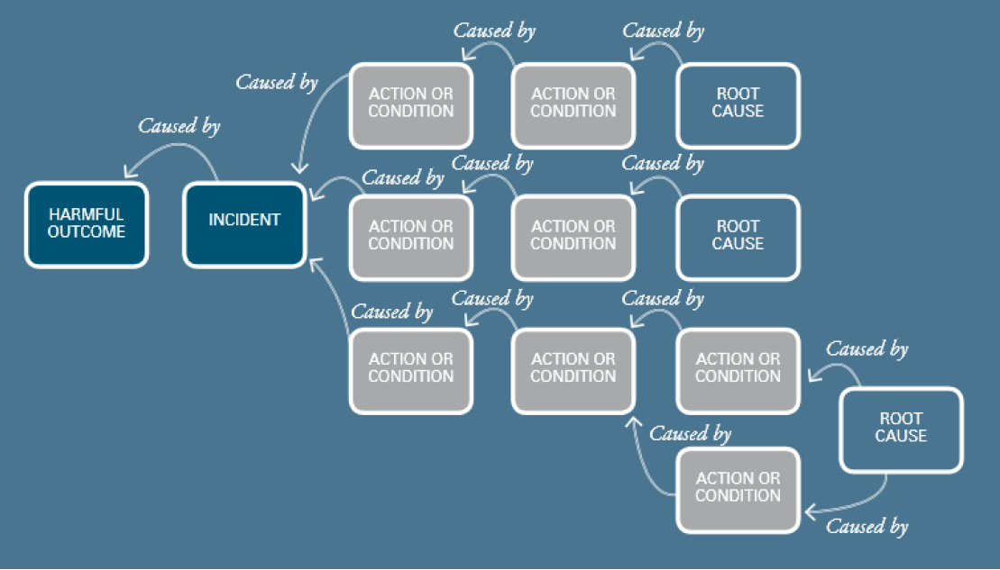 Caused by
Caused by
Caused by
ACTION OR
CONDITION
ACTION OR
CONDITION
ROOT
CAUSE
Caused by
Caused by
Caused by
Caused by
HARMFUL
OUTCOME
INCIDENT
ACTION OR
CONDITION
ACTION OR
CONDITION
ROOT
CAUSE
Caused by
Caused by
Caused by
ACTION OR
CONDITION
ACTION OR
CONDITION
ACTION OR
CONDITION
Caused by
ROOT
CAUSE
Caused by
ACTION OR
CONDITION
Caused by